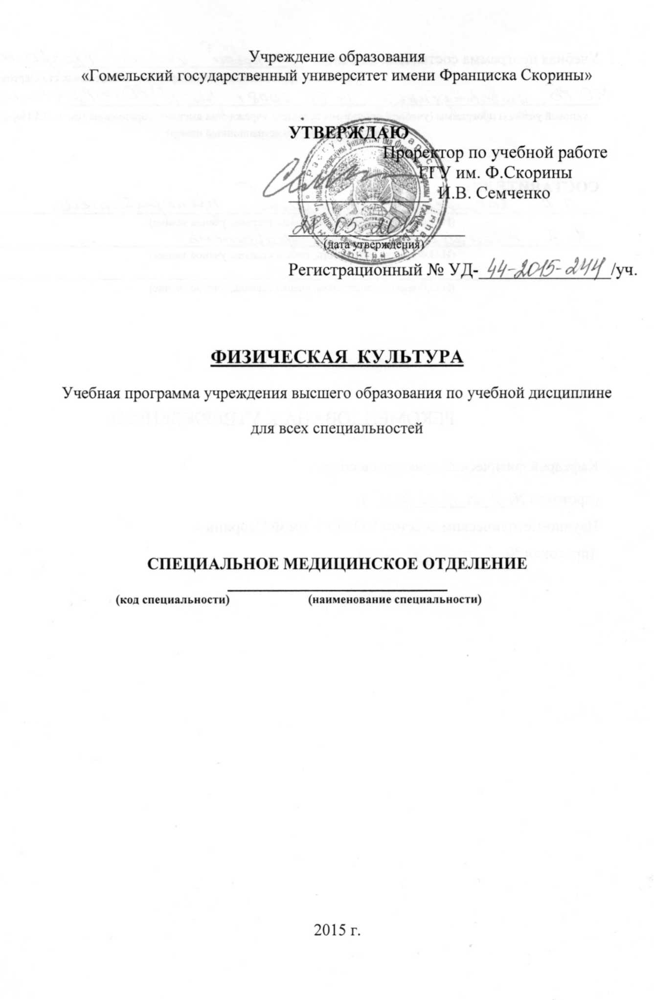 Учреждение образования
«Гомельский государственный университет имени Франциска Скорины»
УТВЕРЖДАЮ
Проректор по учебной работе
ГГУ им. Ф.Скорины
И.В. Семченко
28 05 201
(дата утверждения)
Регистрационный № УД-44-2015-244/уч.
ФИЗИЧЕСКАЯ КУЛЬТУРА
Учебная программа учреждения высшего образования по учебной дисциплине
для всех специальностей
СПЕЦИАЛЬНОЕ МЕДИЦИНСКОЕ ОТДЕЛЕНИЕ
(код специальности) (наименование специальности)
2015 г.